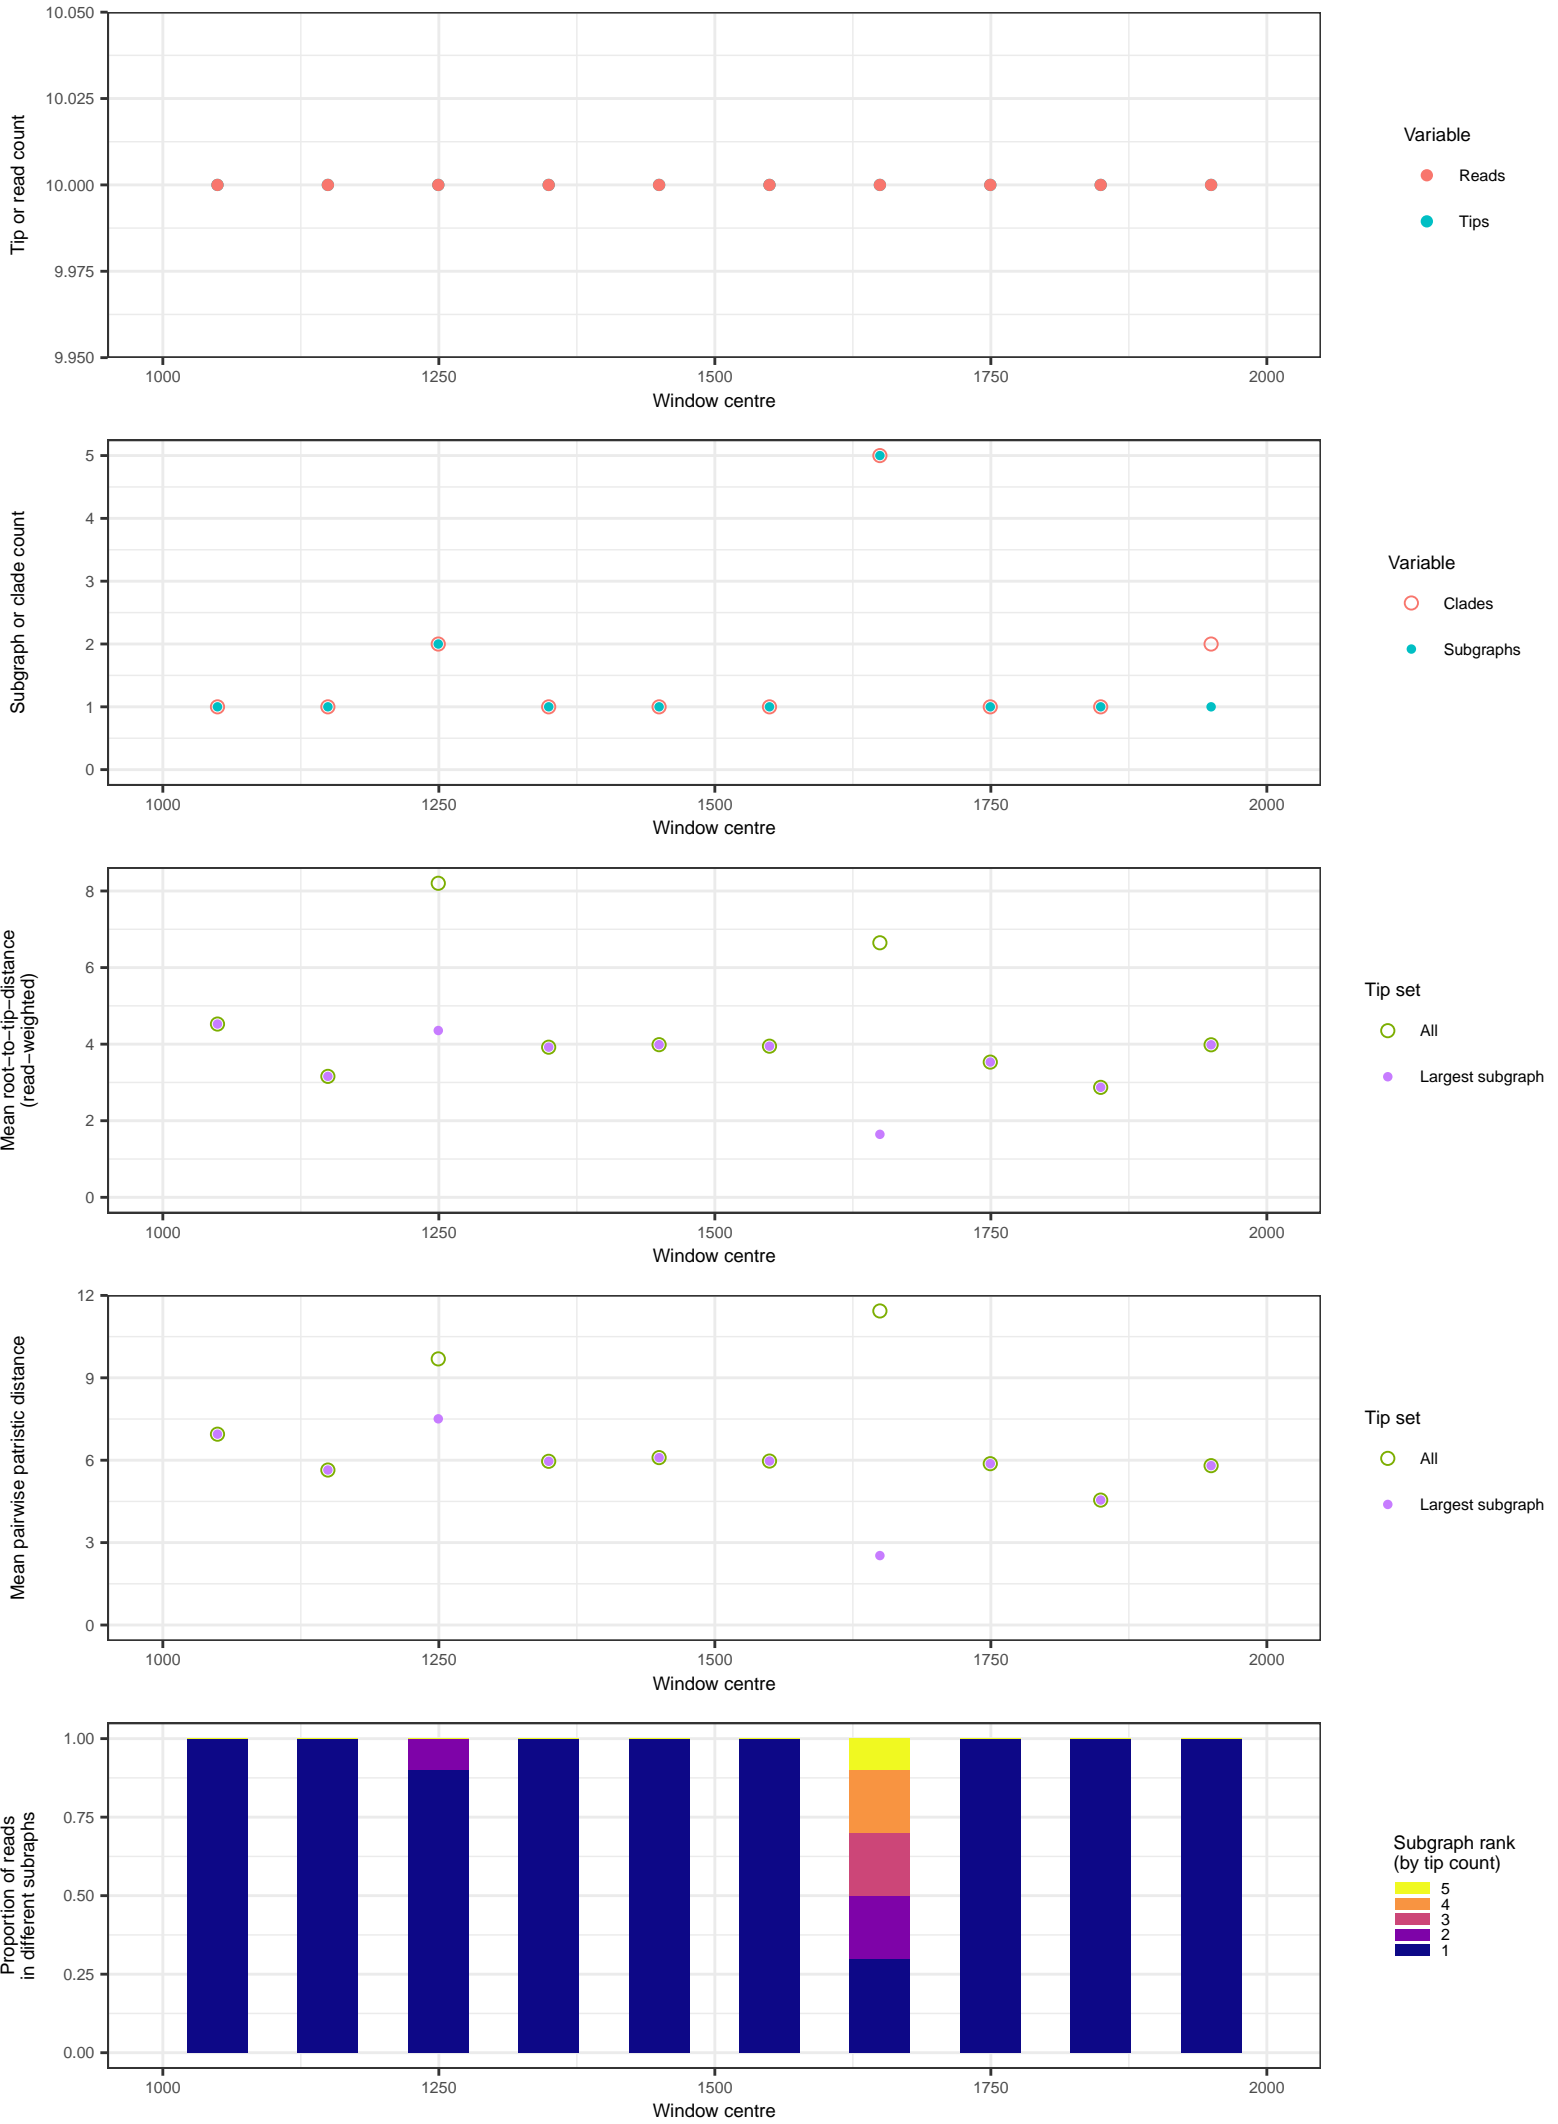 10.050
10.025
10.000
9.975
9.950
Tip or read count
1000 1250 1500 1750 2000
Window centre
Variable
Reads
Tips
5
4
3
2
1
0
Subgraph or clade count
1000 1250 1500 1750 2000
Window centre
Variable
Clades
Subgraphs
8
6
4
2
0
Mean root−to−tip−distance
(read−weighted)
1000 1250 1500 1750 2000
Window centre
Tip set
All
Largest subgraph
12
9
6
3
0
Mean pairwise patristic distance
1000 1250 1500 1750 2000
Window centre
Tip set
All
Largest subgraph
1.00
0.75
0.50
0.25
0.00
Proportion of reads
in different subraphs
1000 1250 1500 1750 2000
Window centre
Subgraph rank
(by tip count)
5
4
3
2
1